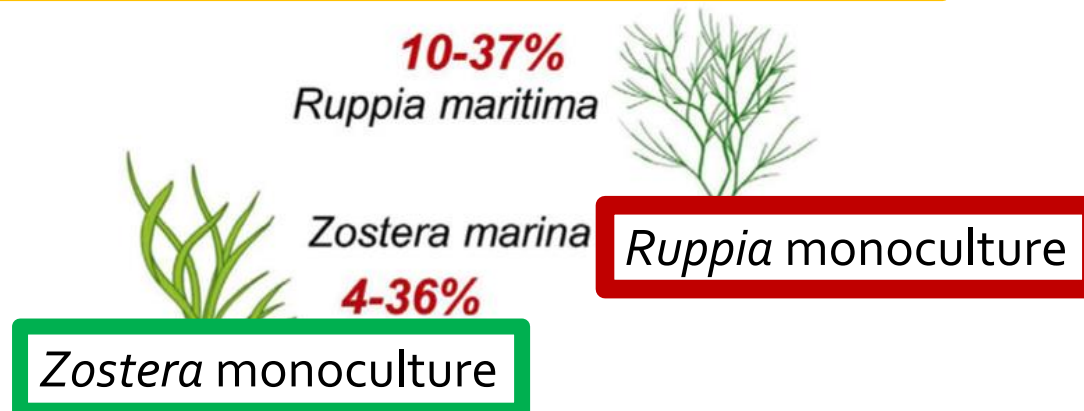 10-37%
Ruppia maritima
Zostera marina
4-36%
Ruppia monoculture
Zostera monoculture